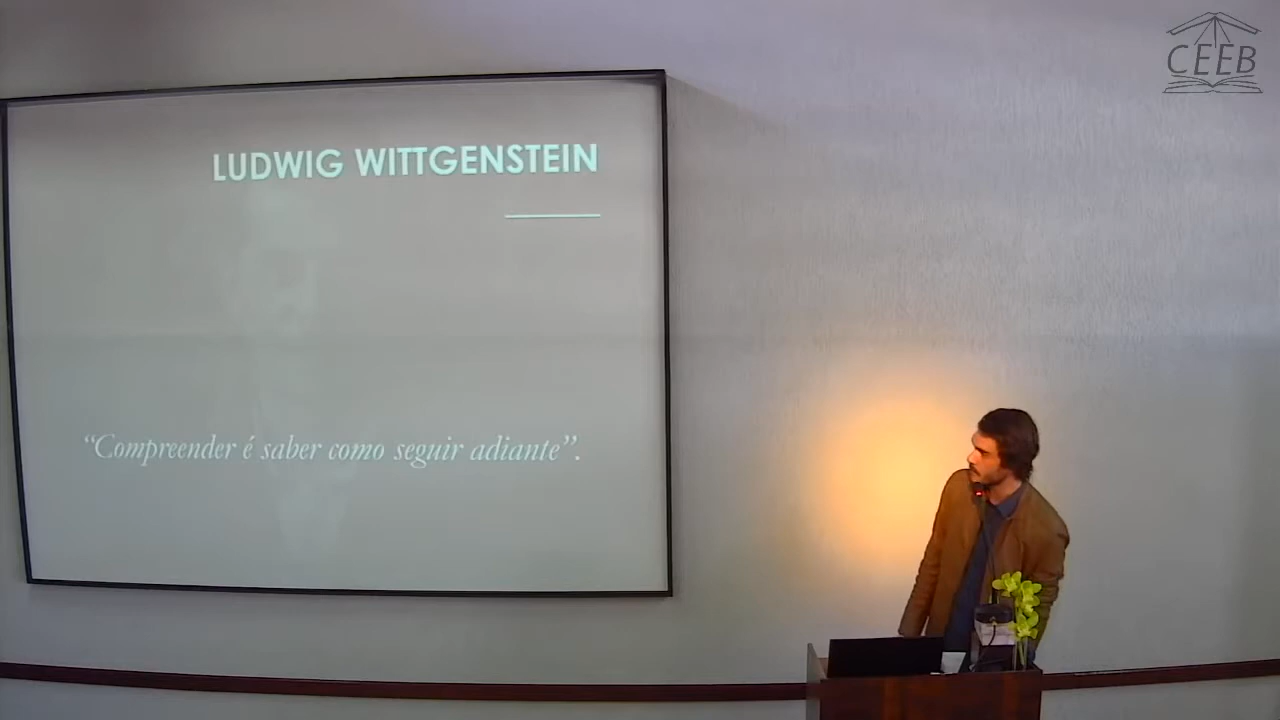 CEEB
LUDWIG WITTGENSTEIN
“Compreender é saber como seguir adiante”.